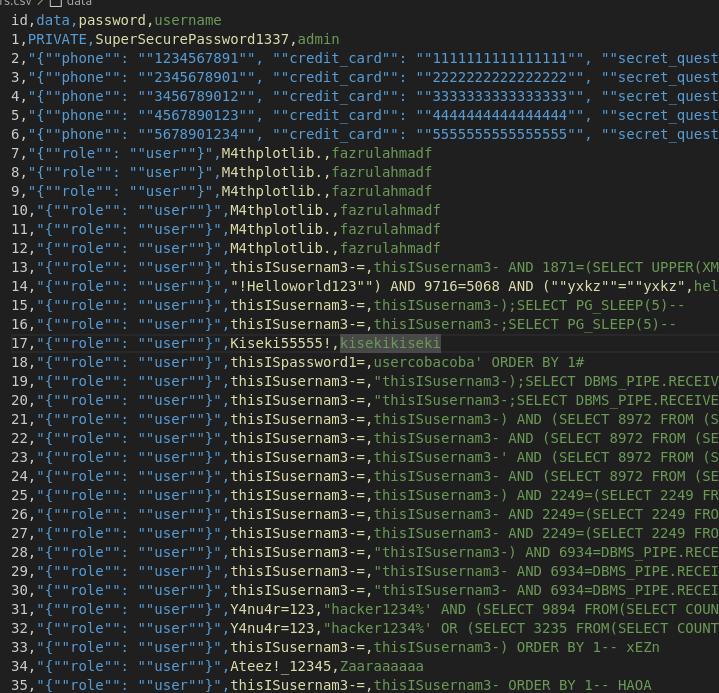 rs.csv > data
id,data,password,username
1,PRIVATE,SuperSecurePassword1337,admin
2,"{""phone"": ""1234567891"", ""credit_card"": ""1111111111111111"", ""secret_quest
3,"{""phone"": ""2345678901"", ""credit_card"": ""2222222222222222"", ""secret_quest
4,"{""phone"": ""3456789012"", ""credit_card"": ""3333333333333333"", ""secret_quest
5,"{""phone"": ""4567890123"", ""credit_card"": ""4444444444444444"", ""secret_quest
6,"{""phone"": ""5678901234"", ""credit_card"": ""5555555555555555"", ""secret_quest
7,"{""role"": ""user""}",M4thplotlib.,fazrulahmadf
8,"{""role"": ""user""}",M4thplotlib.,fazrulahmadf
9,"{""role"": ""user""}",M4thplotlib.,fazrulahmadf
10,"{""role"": ""user""}",M4thplotlib.,fazrulahmadf
11,"{""role"": ""user""}",M4thplotlib.,fazrulahmadf
12,"{""role"": ""user""}",M4thplotlib.,fazrulahmadf
13,"{""role"": ""user""}",thisISusernam3-=,thisISusernam3- AND 1871=(SELECT UPPER(XM
14,"{""role"": ""user""}","!Helloworld123"") AND 9716=5068 AND (""yxkz""=""yxkz",hel
15,"{""role"": ""user""}",thisISusernam3-=,thisISusernam3-);SELECT PG_SLEEP(5)--
16,"{""role"": ""user""}",thisISusernam3-=,thisISusernam3-;SELECT PG_SLEEP(5)--
17,"{""role"": ""user""}",Kiseki55555!,kisekikiseki
18,"{""role"": ""user""}",thisISpassword1=,usercobacoba' ORDER BY 1#
19,"{""role"": ""user""}",thisISusernam3-=,"thisISusernam3-);SELECT DBMS_PIPE.RECEIV
20,"{""role"": ""user""}",thisISusernam3-=,"thisISusernam3-;SELECT DBMS_PIPE.RECEIVE
21,"{""role"": ""user""}",thisISusernam3-=,thisISusernam3-) AND (SELECT 8972 FROM (S
22,"{""role"": ""user""}",thisISusernam3-=,thisISusernam3- AND (SELECT 8972 FROM (SE
23,"{""role"": ""user""}",thisISusernam3-=,thisISusernam3-' AND (SELECT 8972 FROM (S
24,"{""role"": ""user""}",thisISusernam3-=,thisISusernam3- AND (SELECT 8972 FROM (SE
25,"{""role"": ""user""}",thisISusernam3-=,thisISusernam3-) AND 2249=(SELECT 2249 FR
26,"{""role"": ""user""}",thisISusernam3-=,thisISusernam3- AND 2249=(SELECT 2249 FRO
27,"{""role"": ""user""}",thisISusernam3-=,thisISusernam3- AND 2249=(SELECT 2249 FRO
28,"{""role"": ""user""}",thisISusernam3-=,"thisISusernam3-) AND 6934=DBMS_PIPE.RECE
29,"{""role"": ""user""}",thisISusernam3-=,"thisISusernam3- AND 6934=DBMS_PIPE.RECEI
30,"{""role"": ""user""}",thisISusernam3-=,"thisISusernam3- AND 6934=DBMS_PIPE.RECEI
31,"{""role"": ""user""}",Y4nu4r=123,"hacker1234%' AND (SELECT 9894 FROM(SELECT COUN
32,"{""role"": ""user""}",Y4nu4r=123,"hacker1234%' OR (SELECT 3235 FROM(SELECT COUNT
33,"{""role"": ""user""}",thisISusernam3-=,thisISusernam3-) ORDER BY 1-- xEZn
34,"{""role"": ""user""}",Ateez!_12345,Zaaraaaaaa
35,"{""role"": ""user""}",thisISusernam3-=,thisISusernam3- ORDER BY 1-- HAOA